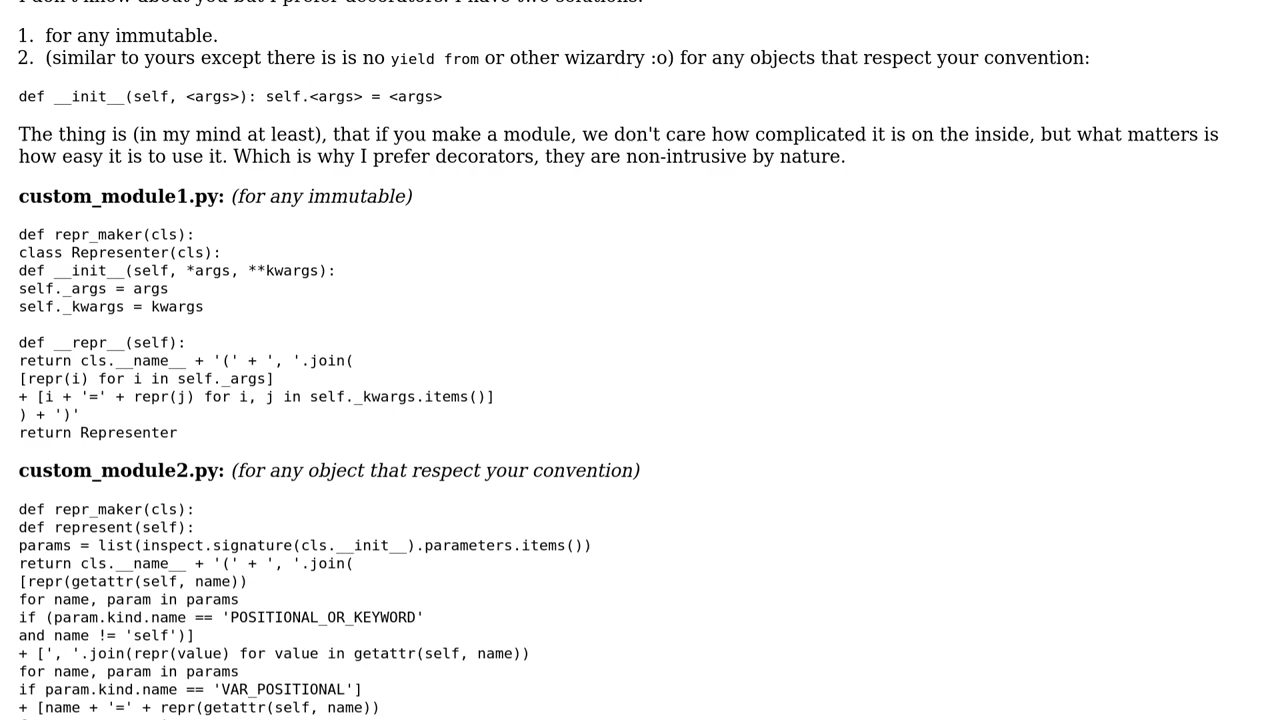 1. for any immutable.
2. (similar to yours except there is is no yield from or other wizardry :o) for any objects that respect your convention:
def __init__(self, <args>): self.<args> = <args>
The thing is (in my mind at least), that if you make a module, we don't care how complicated it is on the inside, but what matters is
how easy it is to use it. Which is why I prefer decorators, they are non-intrusive by nature.
custom_module1.py: (for any immutable)
def repr_maker(cls):
class Representer(cls):
def __init__(self, *args, **kwargs):
self._args = args
self._kwargs = kwargs
def __repr__(self):
return cls.__name__ + '(' + ', '.join(
[repr(i) for i in self._args]
+ [i + '=' + repr(j) for i, j in self._kwargs.items()]
) + ')'
return Representer
custom_module2.py: (for any object that respect your convention)
def repr_maker(cls):
def represent(self):
params = list(inspect.signature(cls.__init__).parameters.items())
return cls.__name__ + '(' + ', '.join(
[repr(getattr(self, name))
for name, param in params
if (param.kind.name == 'POSITIONAL_OR_KEYWORD'
and name != 'self')]
+ [', '.join(repr(value) for value in getattr(self, name))
for name, param in params
if param.kind.name == 'VAR_POSITIONAL']
+ [name + '=' + repr(getattr(self, name))